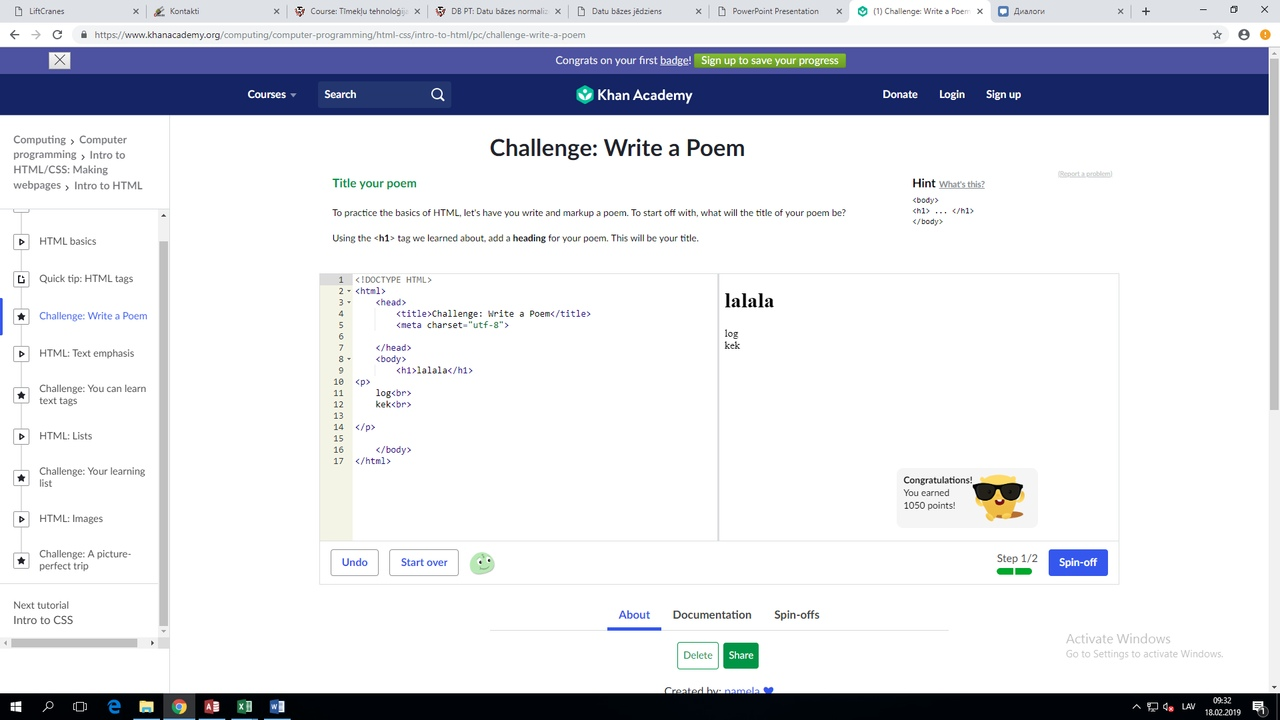 LiftCranes
Kontakti
Course: Tīmekļu tehnoloģij
DB PT: Datu bāzes normaliz
Datu bāzes jēdziens
PowerPoint Presentation
(1) Challenge: Write a Poem
Диалоги
https://www.khanacademy.org/computing/computer-programming/html-css/intro-to-html/pc/challenge-write-a-poem
Congrats on your first badge! Sign up to save your progress
Courses
Search
Khan Academy
Donate
Login
Sign up
Computing > Computer
programming > Intro to
HTML/CSS: Making
webpages > Intro to HTML
HTML basics
Quick tip: HTML tags
Challenge: Write a Poem
HTML: Text emphasis
Challenge: You can learn
text tags
HTML: Lists
Challenge: Your learning
list
HTML: Images
Challenge: A picture-
perfect trip
Next tutorial
Intro to CSS
Challenge: Write a Poem
Title your poem
To practice the basics of HTML, let's have you write and markup a poem. To start off with, what will the title of your poem be?
Using the <h1> tag we learned about, add a heading for your poem. This will be your title.
(Report a problem)
Hint What's this?
<body>
<h1> ... </h1>
</body>
1 <!DOCTYPE HTML>
2 <html>
3 <head>
4 <title>Challenge: Write a Poem</title>
5 <meta charset="utf-8">
6
7 </head>
8 <body>
9 <h1>lalala</h1>
10 <p>
11 log<br>
12 kek<br>
13
14 </p>
15
16 </body>
17 </html>
lalala
log
kek
Congratulations!
You earned
1050 points!
Undo
Start over
Step 1/2
Spin-off
About
Documentation
Spin-offs
Delete
Share
Created by: pamela
Activate Windows
Go to Settings to activate Windows.
LAV
09:32
18.02.2019
1